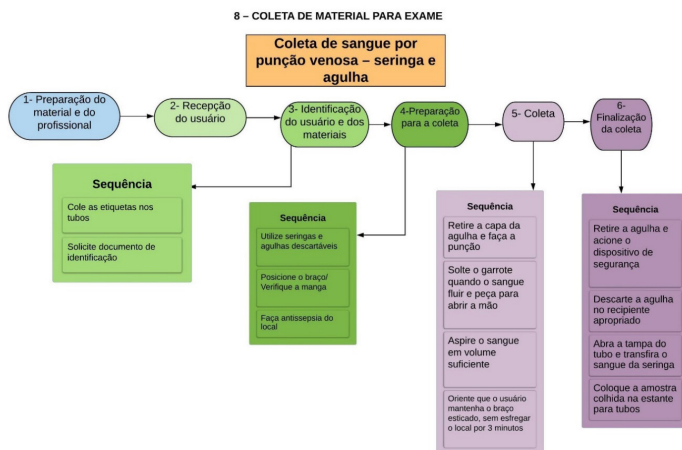 8 – COLETA DE MATERIAL PARA EXAME
Coleta de sangue por
punção venosa – seringa e
agulha
1- Preparação do
material e do
profissional
2- Recepção
do usuário
3- Identificação
do usuário e dos
materiais
4-Preparação
para a coleta
5- Coleta
6-
Finalização
da coleta
Sequência
Cole as etiquetas nos
tubos
Solicite documento de
identificação
Sequência
Utilize seringas e
agulhas descartáveis
Posicione o braço/
Verifique a manga
Faça antissepsia do
local
Sequência
Retire a capa da
agulha e faça a
punção
Solte o garrote
quando o sangue
fluir e peça para
abrir a mão
Aspire o sangue
em volume
suficiente
Oriente que o usuário
mantenha o braço
esticado, sem esfregar
o local por 3 minutos
Sequência
Retire a agulha e
acione o
dispositivo de
segurança
Descarte a agulha
no recipiente
apropriado
Abra a tampa do
tubo e transfira o
sangue da seringa
Coloque a amostra
colhida na estante
para tubos